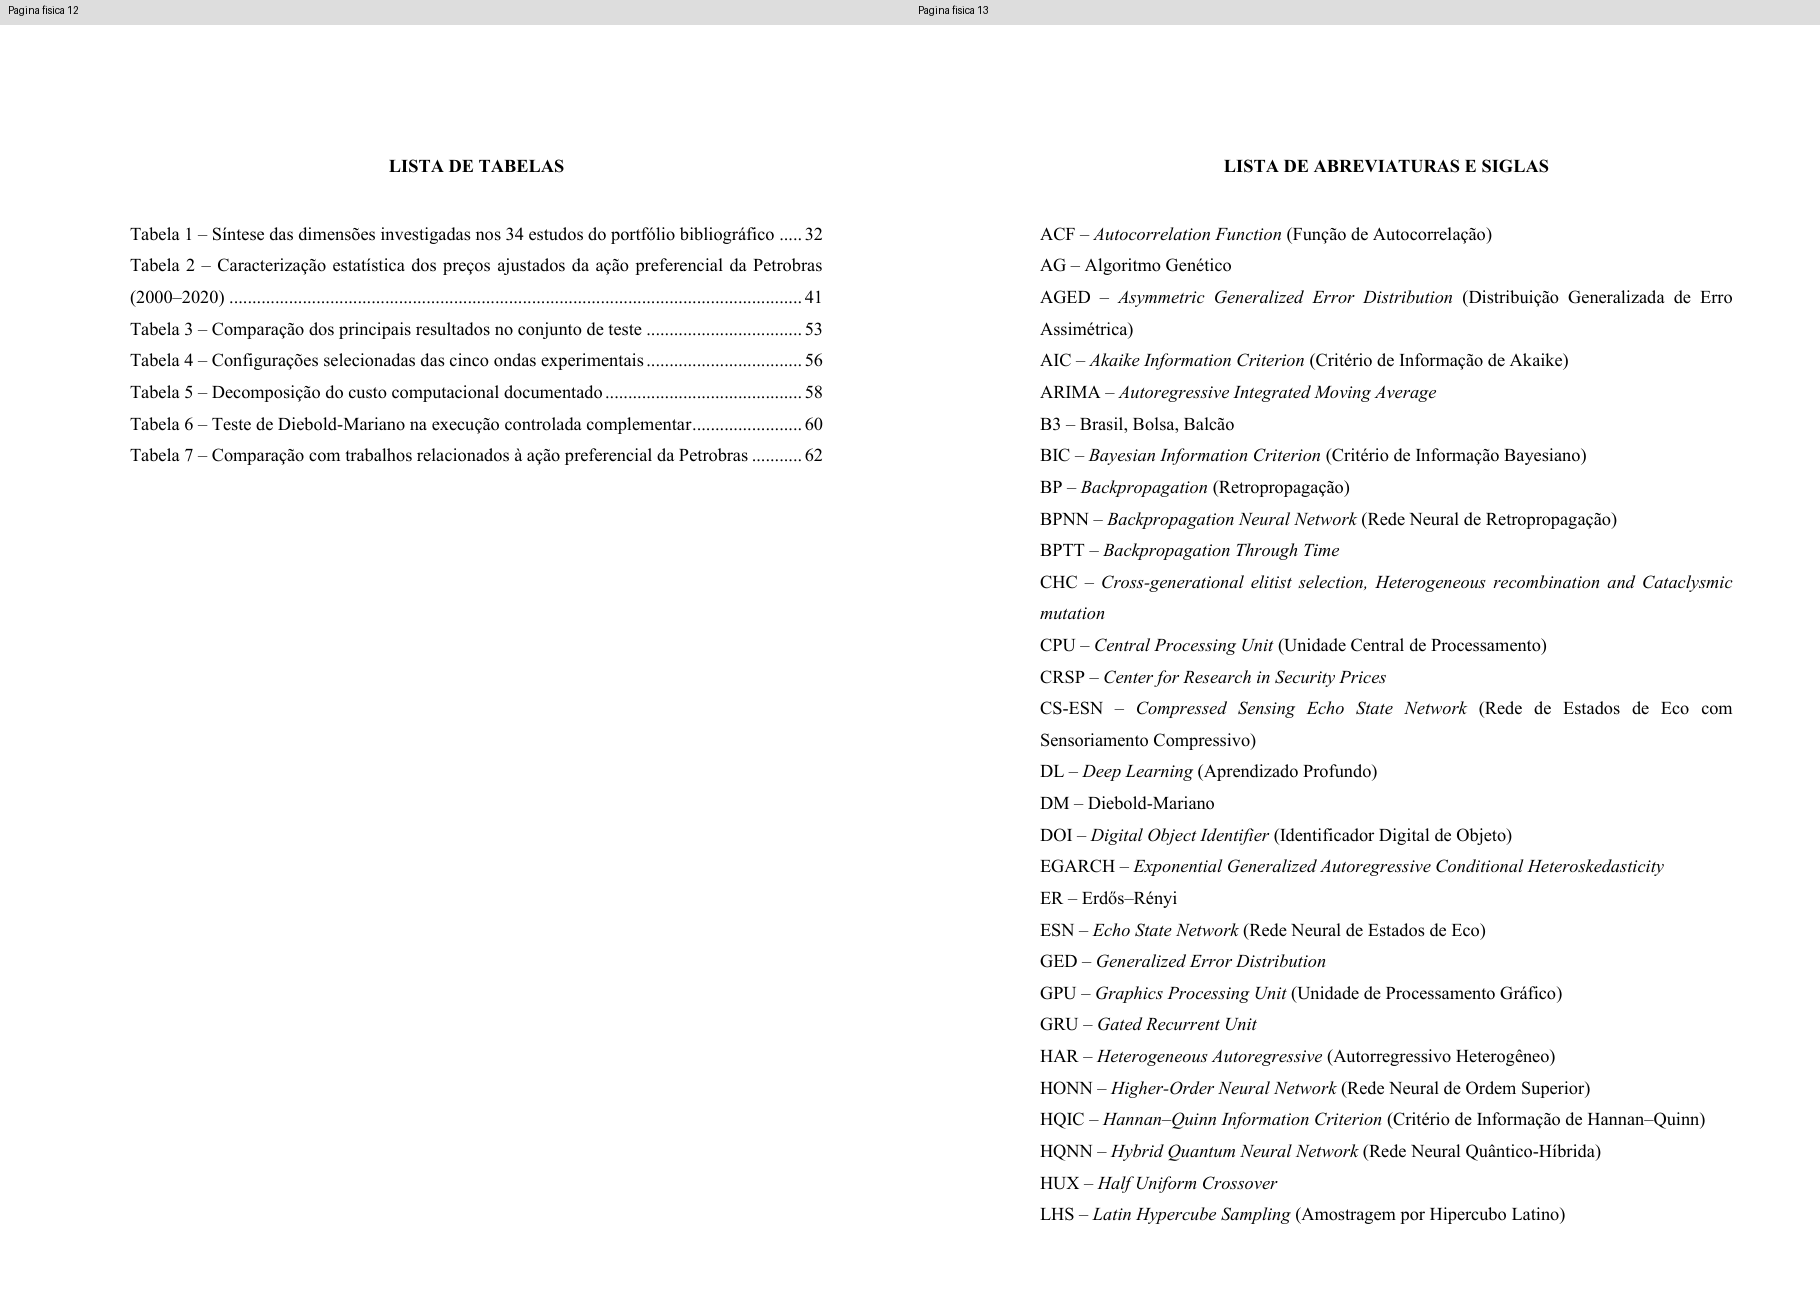 Pagina fisica 12
LISTA DE TABELAS
Tabela 1 – Síntese das dimensões investigadas nos 34 estudos do portfólio bibliográfico ..... 32
Tabela 2 – Caracterização estatística dos preços ajustados da ação preferencial da Petrobras
(2000–2020) ............................................................................................................................ 41
Tabela 3 – Comparação dos principais resultados no conjunto de teste .................................. 53
Tabela 4 – Configurações selecionadas das cinco ondas experimentais .................................. 56
Tabela 5 – Decomposição do custo computacional documentado ........................................... 58
Tabela 6 – Teste de Diebold-Mariano na execução controlada complementar........................ 60
Tabela 7 – Comparação com trabalhos relacionados à ação preferencial da Petrobras ........... 62
Pagina fisica 13
LISTA DE ABREVIATURAS E SIGLAS
ACF – Autocorrelation Function (Função de Autocorrelação)
AG – Algoritmo Genético
AGED – Asymmetric Generalized Error Distribution (Distribuição Generalizada de Erro
Assimétrica)
AIC – Akaike Information Criterion (Critério de Informação de Akaike)
ARIMA – Autoregressive Integrated Moving Average
B3 – Brasil, Bolsa, Balcão
BIC – Bayesian Information Criterion (Critério de Informação Bayesiano)
BP – Backpropagation (Retropropagação)
BPNN – Backpropagation Neural Network (Rede Neural de Retropropagação)
BPTT – Backpropagation Through Time
CHC – Cross-generational elitist selection, Heterogeneous recombination and Cataclysmic
mutation
CPU – Central Processing Unit (Unidade Central de Processamento)
CRSP – Center for Research in Security Prices
CS-ESN – Compressed Sensing Echo State Network (Rede de Estados de Eco com
Sensoriamento Compressivo)
DL – Deep Learning (Aprendizado Profundo)
DM – Diebold-Mariano
DOI – Digital Object Identifier (Identificador Digital de Objeto)
EGARCH – Exponential Generalized Autoregressive Conditional Heteroskedasticity
ER – Erdős–Rényi
ESN – Echo State Network (Rede Neural de Estados de Eco)
GED – Generalized Error Distribution
GPU – Graphics Processing Unit (Unidade de Processamento Gráfico)
GRU – Gated Recurrent Unit
HAR – Heterogeneous Autoregressive (Autorregressivo Heterogêneo)
HONN – Higher-Order Neural Network (Rede Neural de Ordem Superior)
HQIC – Hannan–Quinn Information Criterion (Critério de Informação de Hannan–Quinn)
HQNN – Hybrid Quantum Neural Network (Rede Neural Quântico-Híbrida)
HUX – Half Uniform Crossover
LHS – Latin Hypercube Sampling (Amostragem por Hipercubo Latino)